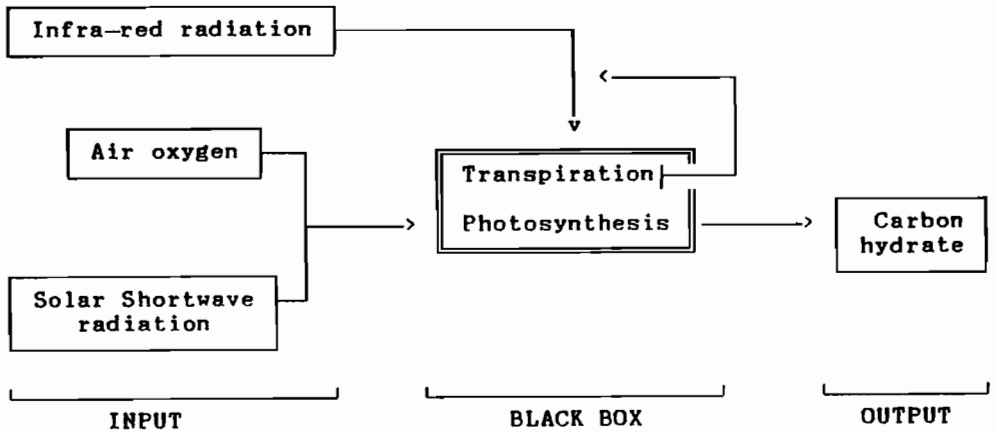 Infra-red radiation
Air oxygen
Solar Shortwave
radiation
Transpiration
Photosynthesis
Carbon
hydrate
INPUT
BLACK BOX
OUTPUT